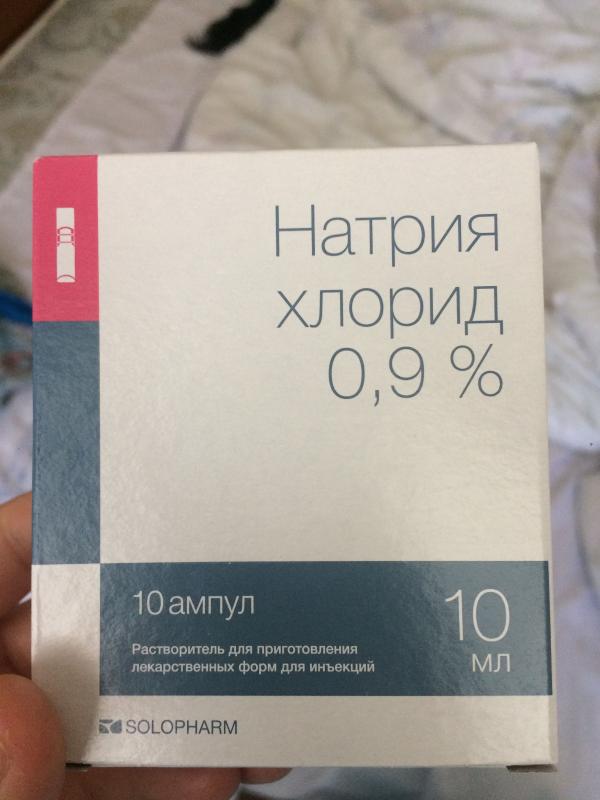 Натрия
хлорид
0,9 %
10 ампул
Растворитель для приготовления
лекарственных форм для инъекций
10
мл
SOLOPHARM